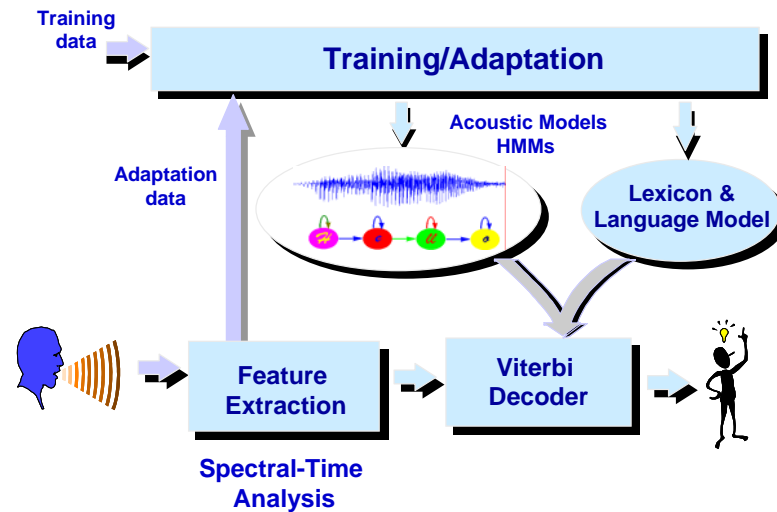 Training
data
Training/Adaptation
Acoustic Models
HMMs
Adaptation
data
Lexicon &
Language Model
H e ll o
Feature
Extraction
Viterbi
Decoder
Spectral-Time
Analysis